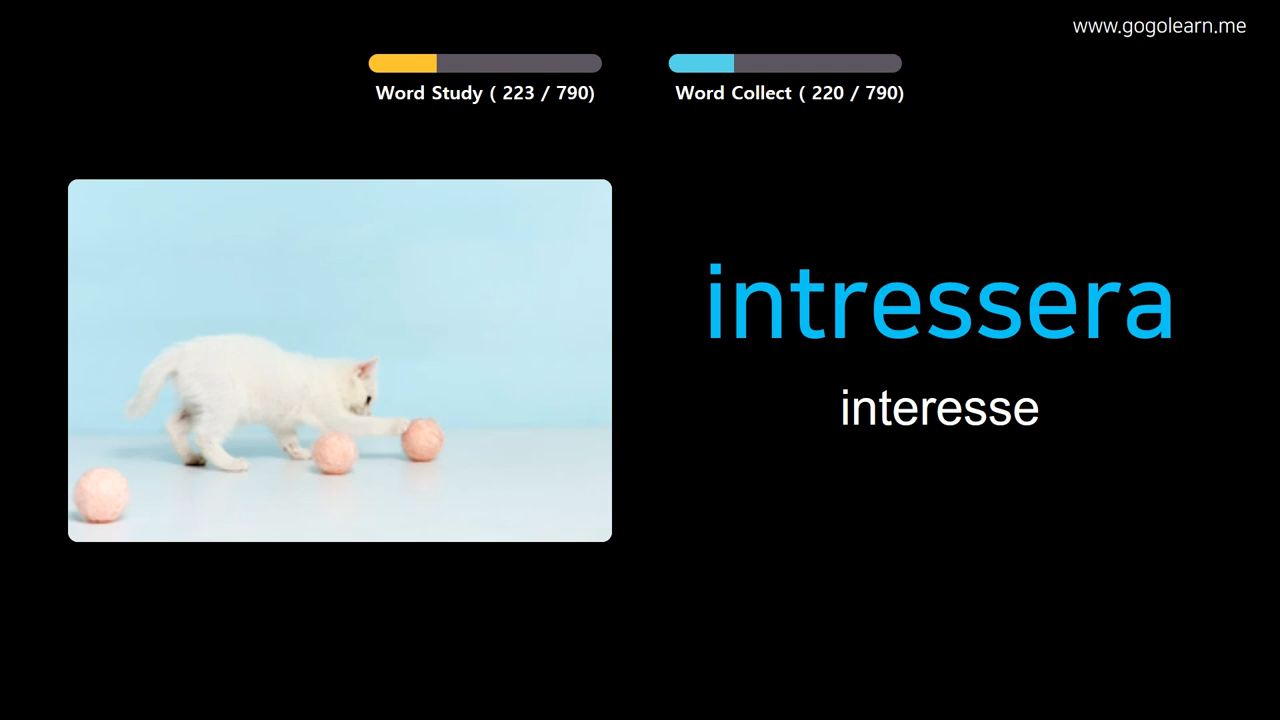 www.gogolearn.me
Word Study ( 223 / 790)
Word Collect ( 220 / 790)
intressera
interesse